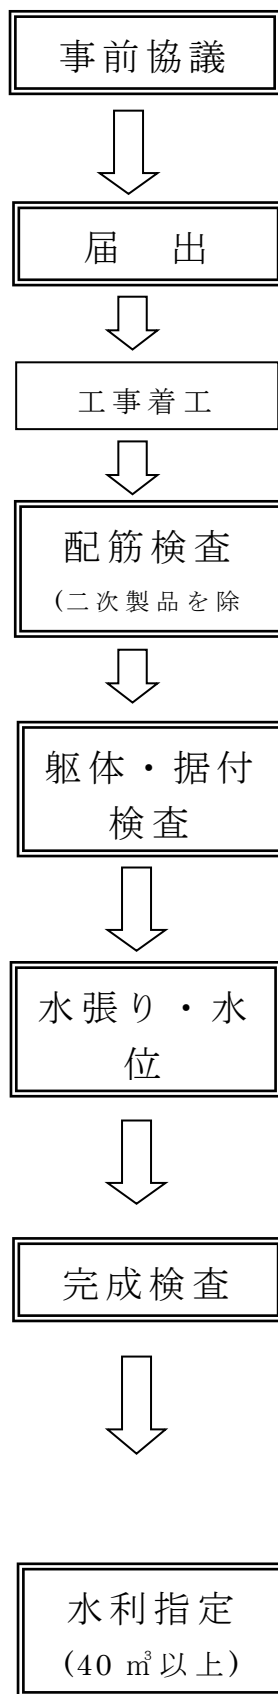 事前協議
届　出
工事着工
配筋検査
(二次製品を除
躯体・据付
検査
水張り・水
位
完成検査
水利指定
(40 ㎥以上)